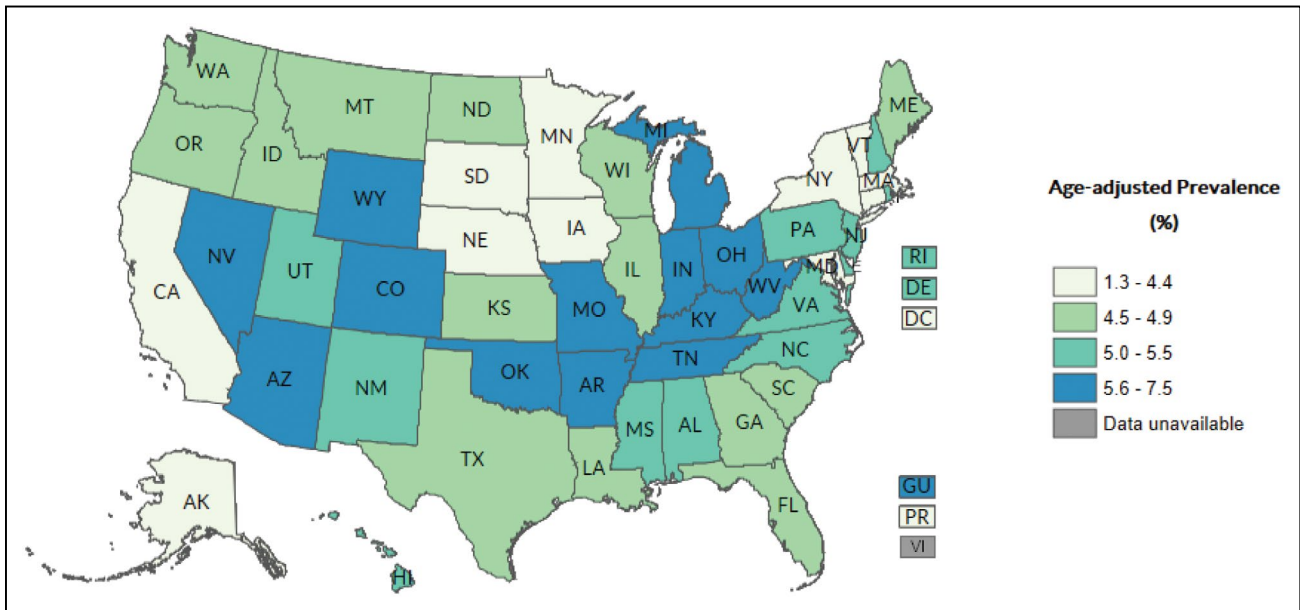 WA
MT
ND
MN
ME
OR
ID
WI
MI
VT
SD
NY
MA
WY
IA
PA
NJ
NE
NV
UT
IL
IN
OH
MD
E
RI
CA
CO
KS
MO
WV
VA
DE
KY
DC
AZ
NM
OK
AR
TN
NC
SC
MS
AL
GA
TX
LA
AK
FL
HI
GU
PR
VI
Age-adjusted Prevalence
(%)
1.3 - 4.4
4.5 - 4.9
5.0 - 5.5
5.6 - 7.5
Data unavailable